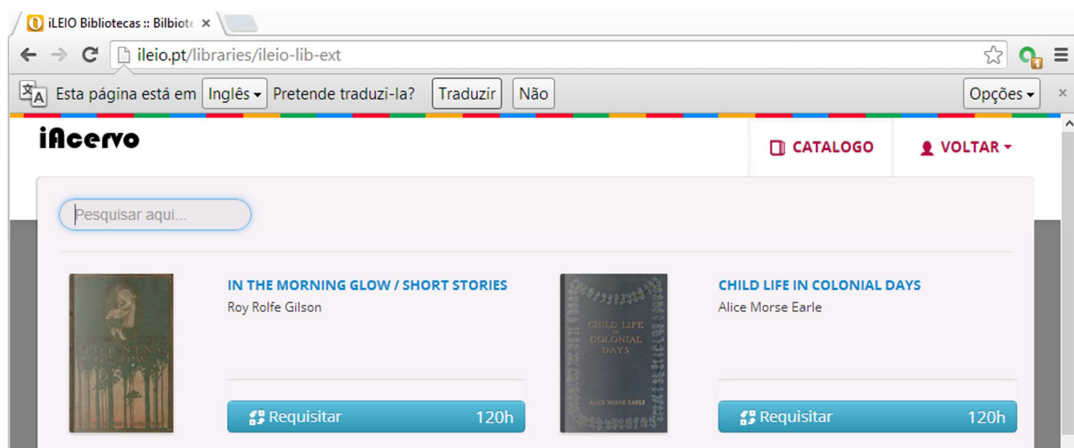 iLEIO Bibliotecas :: Bilbiote
ileio.pt/libraries/ileio-lib-ext
Esta página está em Inglês Pretende traduzi-la? Traduzir Não Opções
iAcervo
CATALOGO VOLTAR
Pesquisar aqui...
IN THE MORNING GLOW / SHORT STORIES
Roy Rolfe Gilson
Requisitar 120h
CHILD LIFE
IN
COLONIAL
DAYS
ALICE MORSE EARLE
CHILD LIFE IN COLONIAL DAYS
Alice Morse Earle
Requisitar 120h